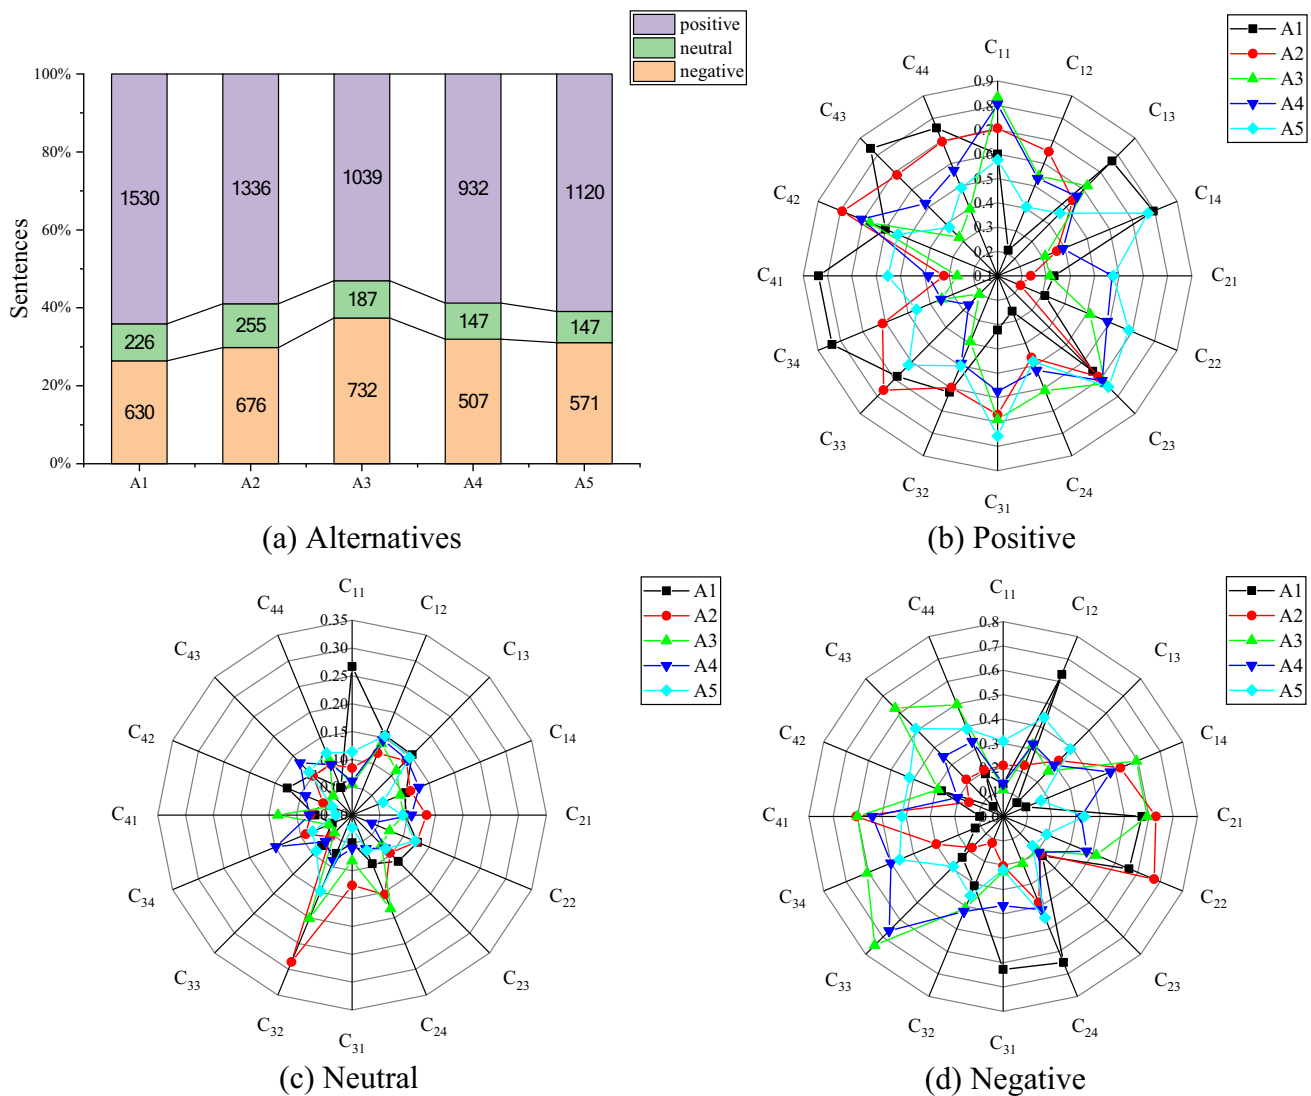 positive
neutral
negative
100%
80%
60%
40%
20%
0%
Sentences
1530
1336
1039
932
1120
226
255
187
147
147
630
676
732
507
571
A1
A2
A3
A4
A5
(a) Alternatives
A1
A2
A3
A4
A5
C11
C12
C13
C14
C21
C22
C23
C24
C31
C32
C33
C34
C41
C42
C43
C44
0.9
0.8
0.7
0.6
0.5
0.4
0.3
0.2
0.1
(b) Positive
A1
A2
A3
A4
A5
C11
C12
C13
C14
C21
C22
C23
C24
C31
C32
C33
C34
C41
C42
C43
C44
0.35
0.30
0.25
0.20
0.15
0.10
(c) Neutral
A1
A2
A3
A4
A5
C11
C12
C13
C14
C21
C22
C23
C24
C31
C32
C33
C34
C41
C42
C43
C44
0.8
0.7
0.6
0.5
0.4
0.3
0.2
0.1
(d) Negative